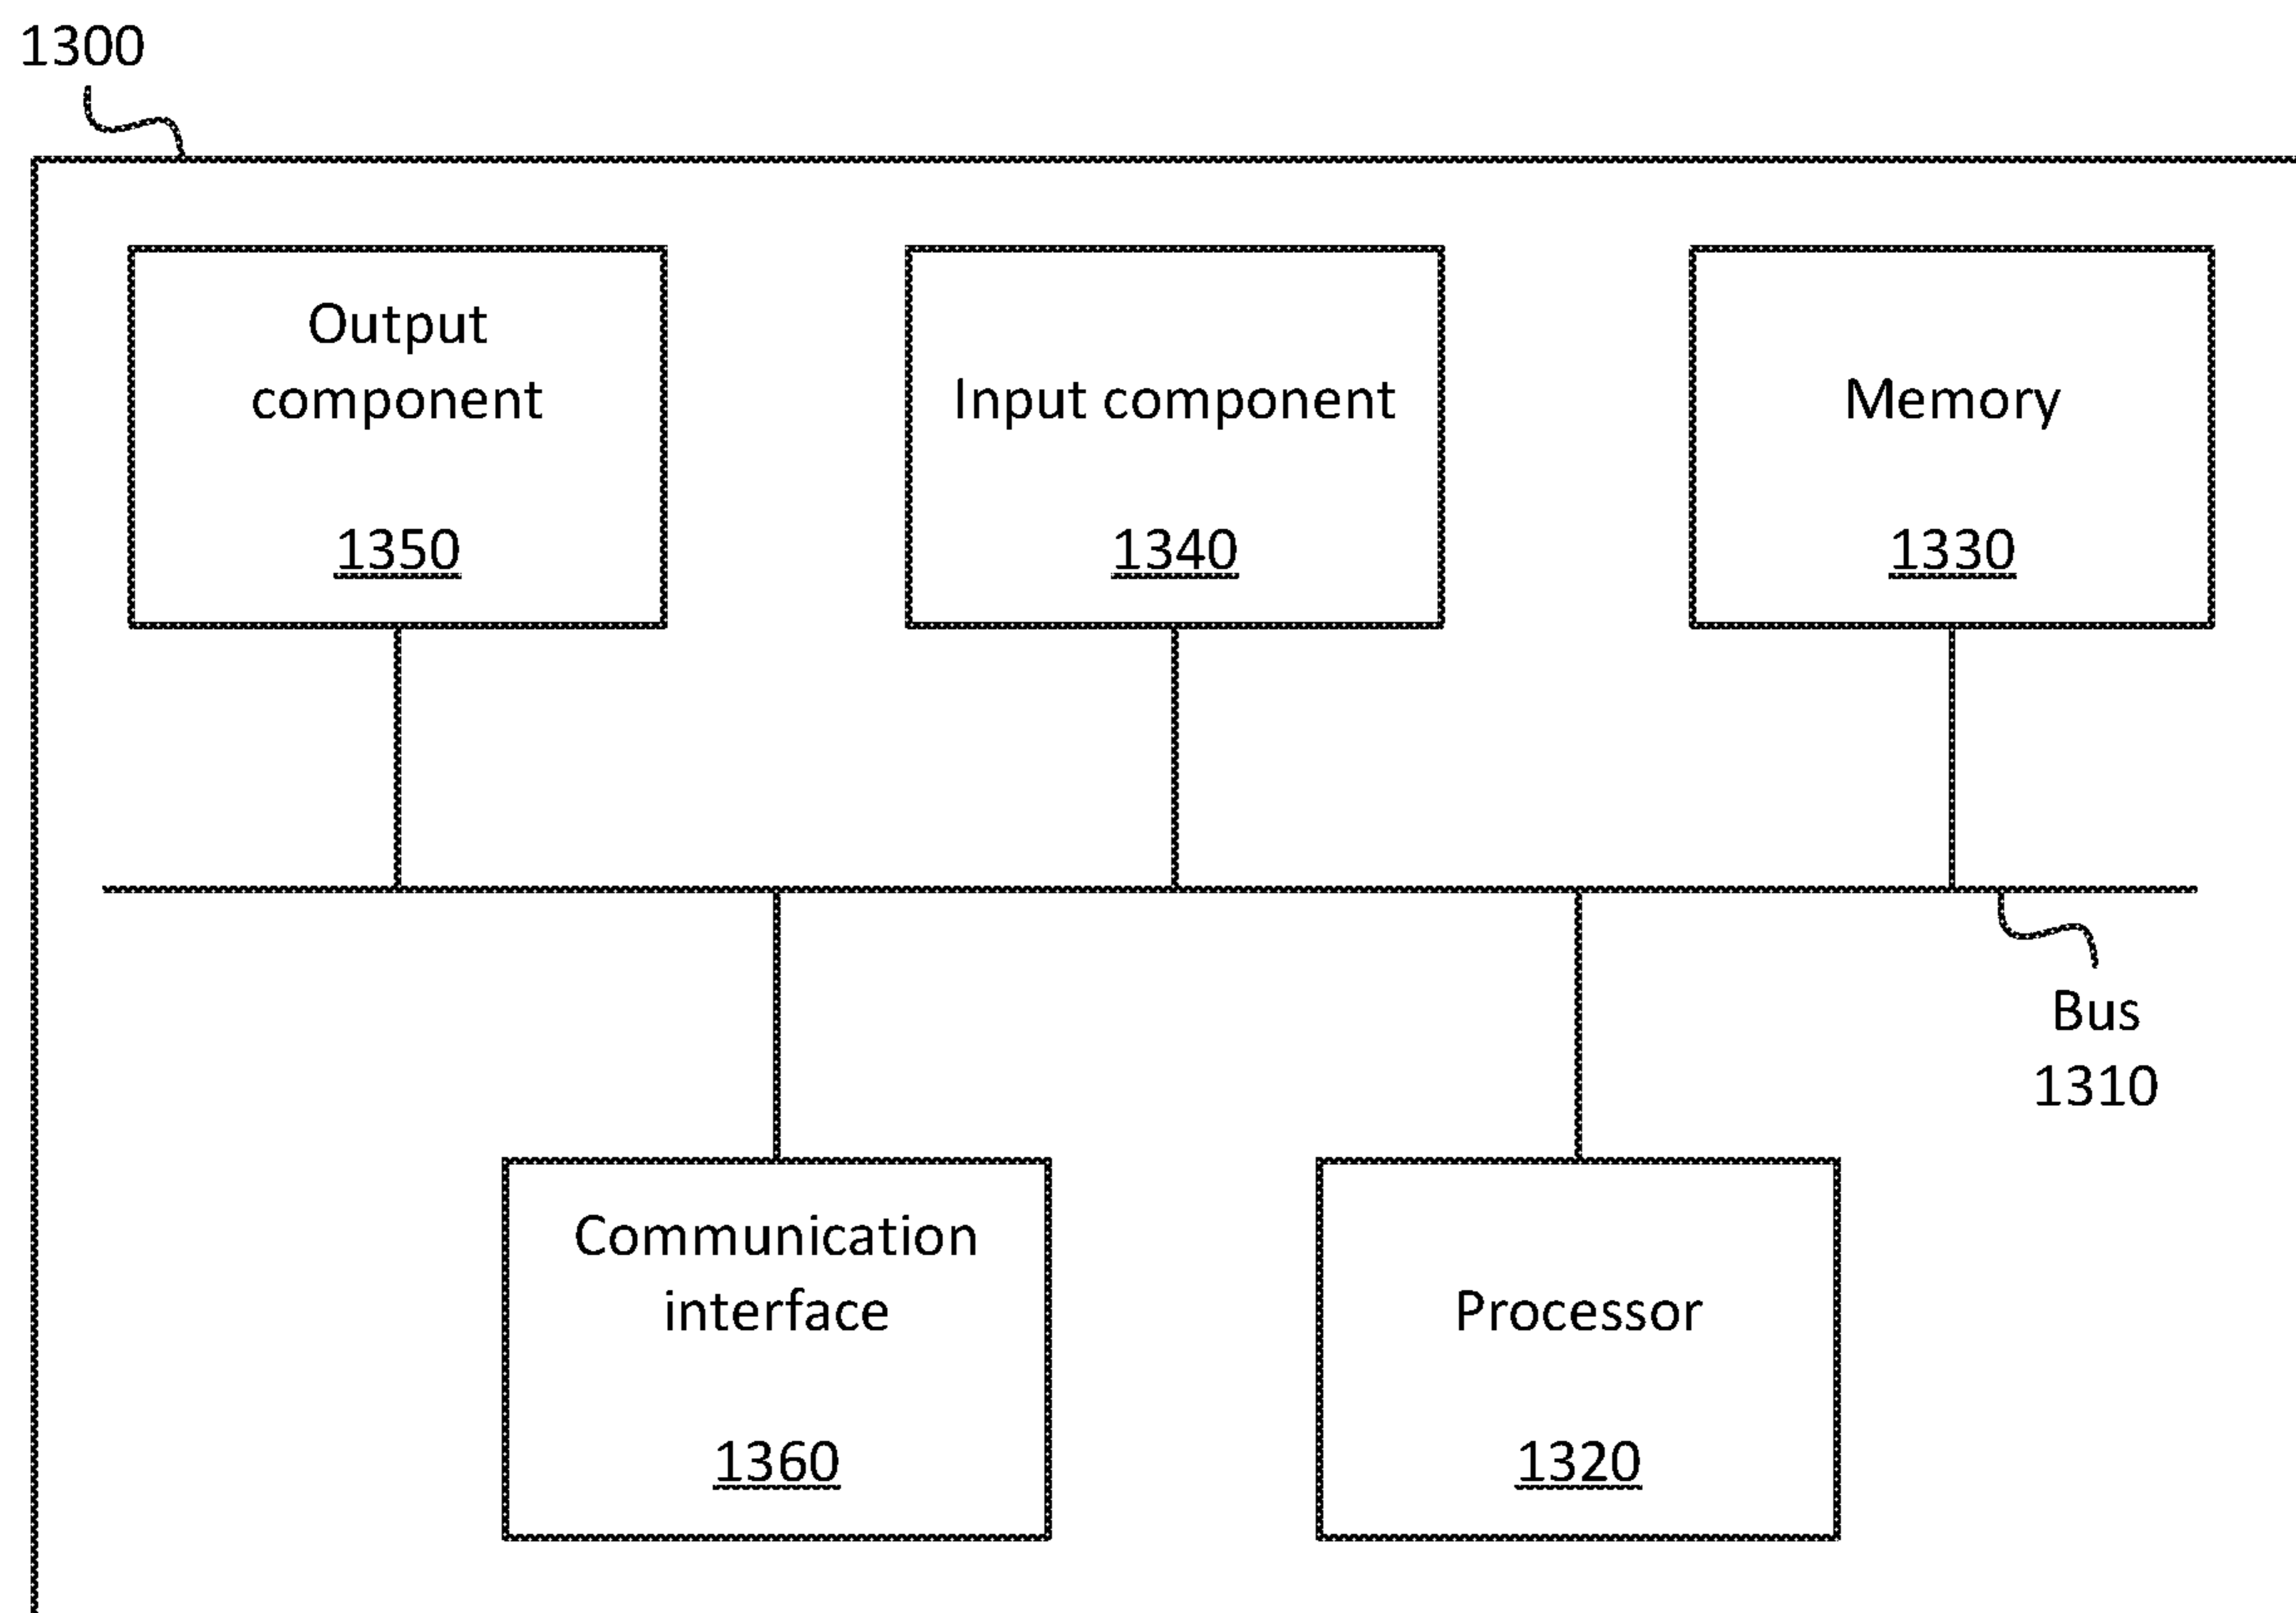 1300
Output
component
1350
Input component
1340
Memory
1330
Bus
1310
Communication
interface
1360
Processor
1320